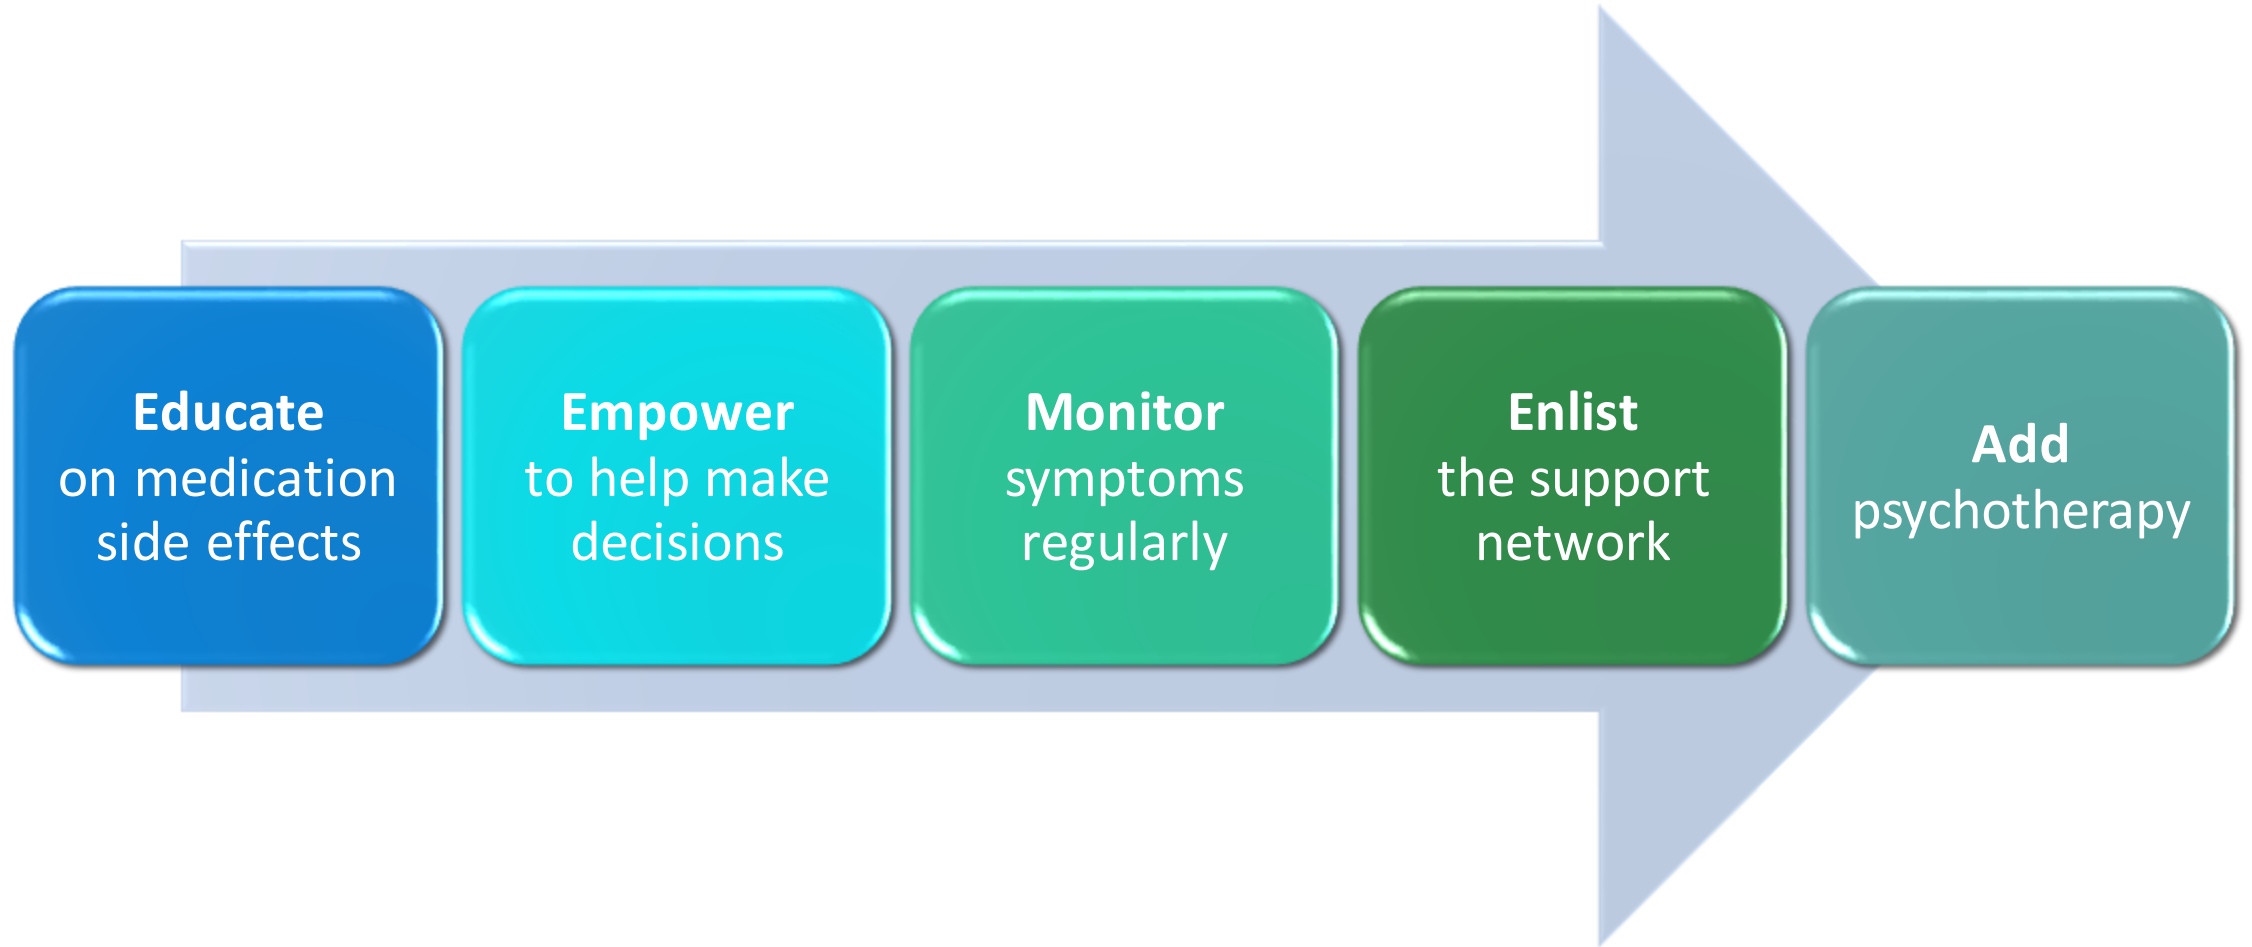 Educate
on medication
side effects
Empower
to help make
decisions
Monitor
symptoms
regularly
Enlist
the support
network
Add
psychotherapy